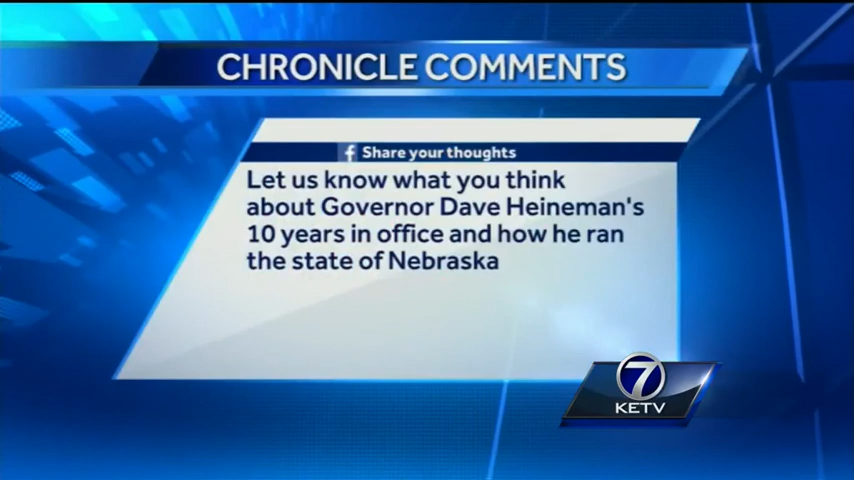 CHRONICLE COMMENTS
f Share your thoughts
Let us know what you think
about Governor Dave Heineman's
10 years in office and how he ran
the state of Nebraska
7
KETV